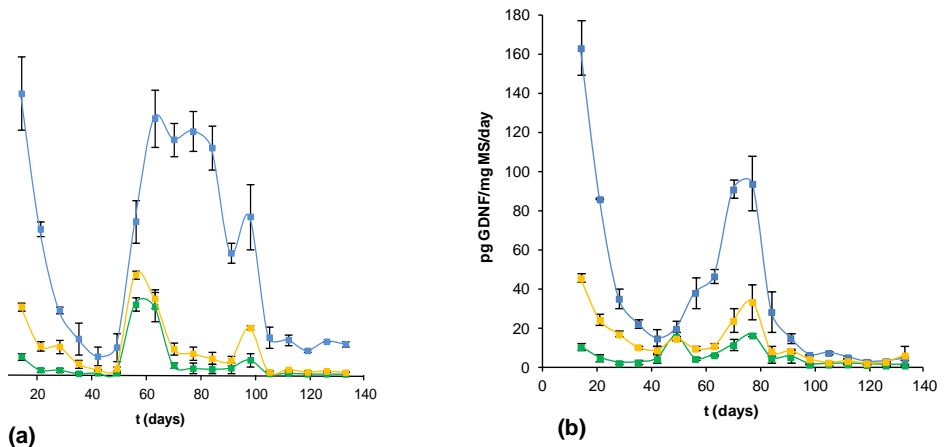 (b)
180
160
140
120
100
80
60
40
20
0
pg GDNF/mg MS/day
0 20 40 60 80 100 120 140
t (days)
20 40 60 80 100 120 140
t (days)
(a)
(b)